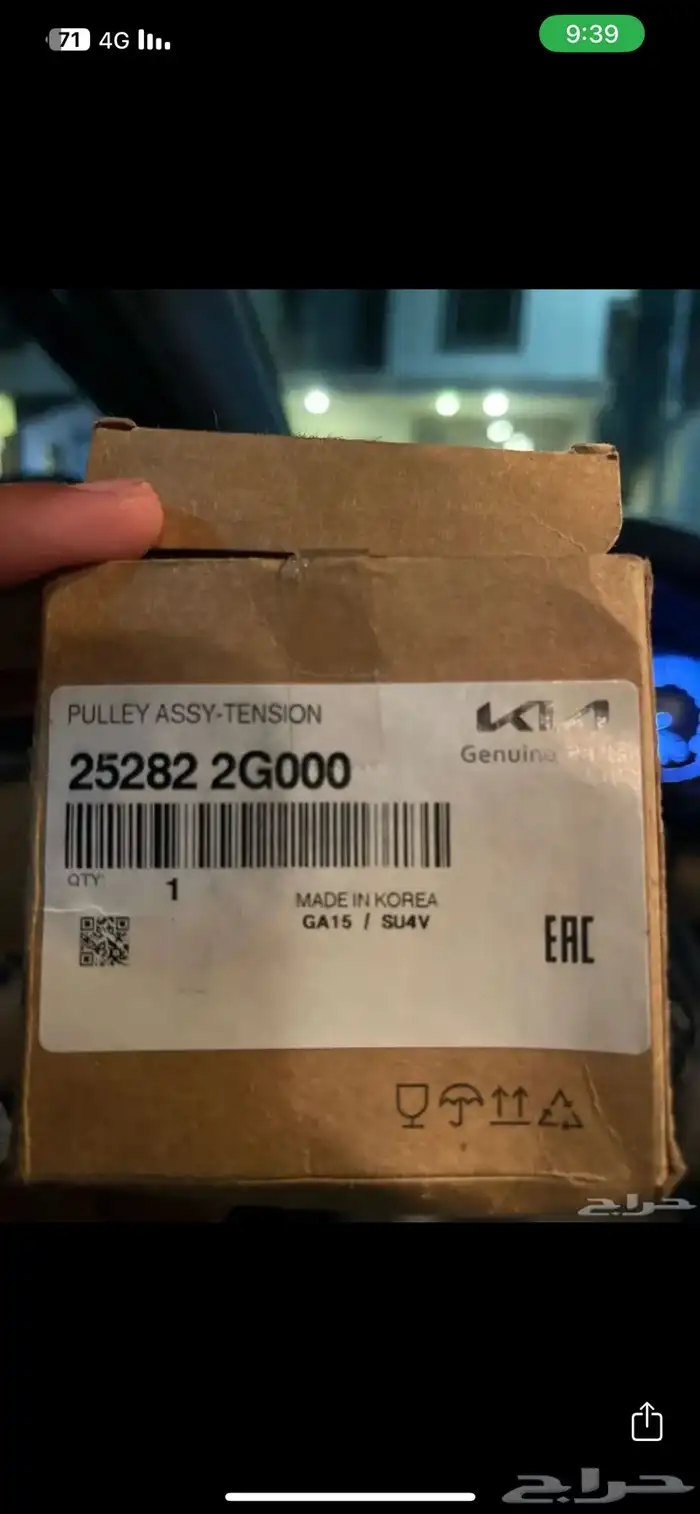 71 4G 9:39
PULLEY ASSY-TENSION
KIA
Genuine Parts
25282 2G000
QTY: 1
MADE IN KOREA
GA15 / SU4V
EAC
حراج
حراج